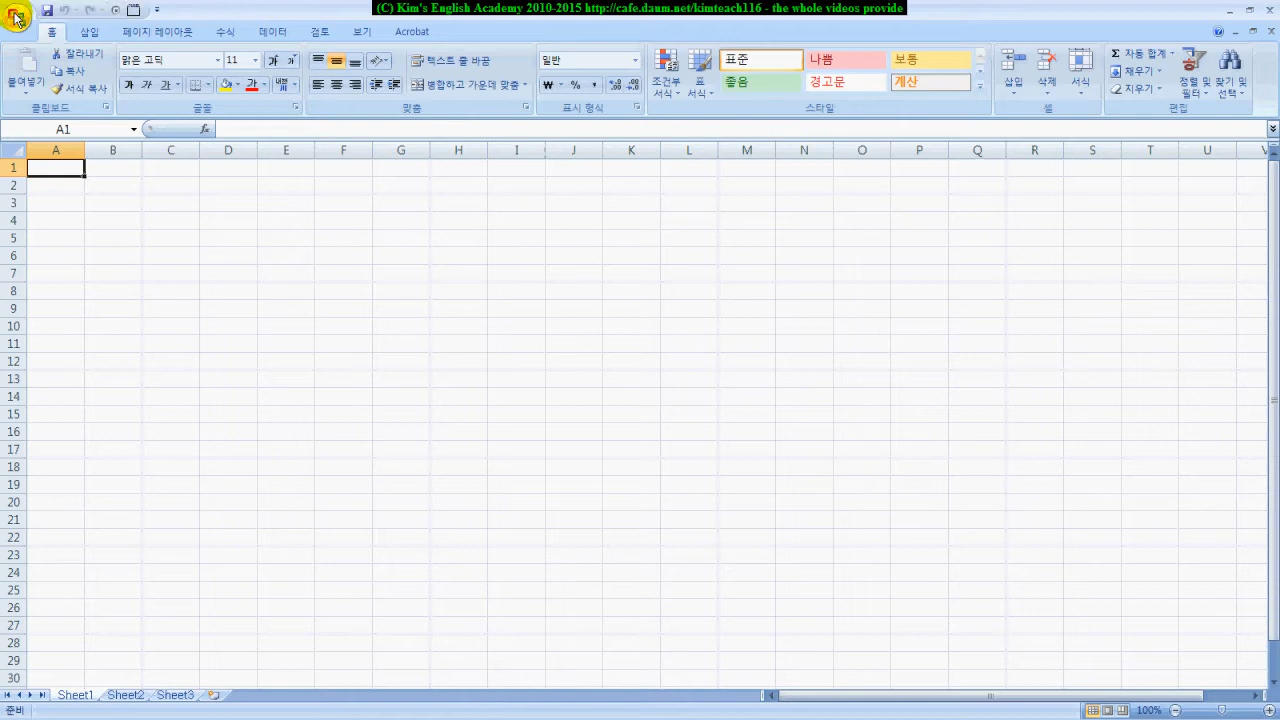 (C) Kim's English Academy 2010-2015 http://cafe.daum.net/kimteach116 - the whole videos provide
홈 삽입 페이지 레이아웃 수식 데이터 검토 보기 Acrobat
붙여넣기 잘라내기 복사 서식 복사 클립보드
맑은 고딕 11 가 가 가 가 가 가 글꼴
텍스트 줄 바꿈 병합하고 가운데 맞춤 맞춤
일반 ₩ % , 표시 형식
조건부 서식 표 서식 표준 나쁨 보통 좋음 경고문 계산 스타일
삽입 삭제 서식 셀
Σ 자동 합계 채우기 지우기 정렬 및 필터 찾기 및 선택 편집
A1 fx
A B C D E F G H I J K L M N O P Q R S T U V
1
2
3
4
5
6
7
8
9
10
11
12
13
14
15
16
17
18
19
20
21
22
23
24
25
26
27
28
29
30
Sheet1 Sheet2 Sheet3
준비 100%